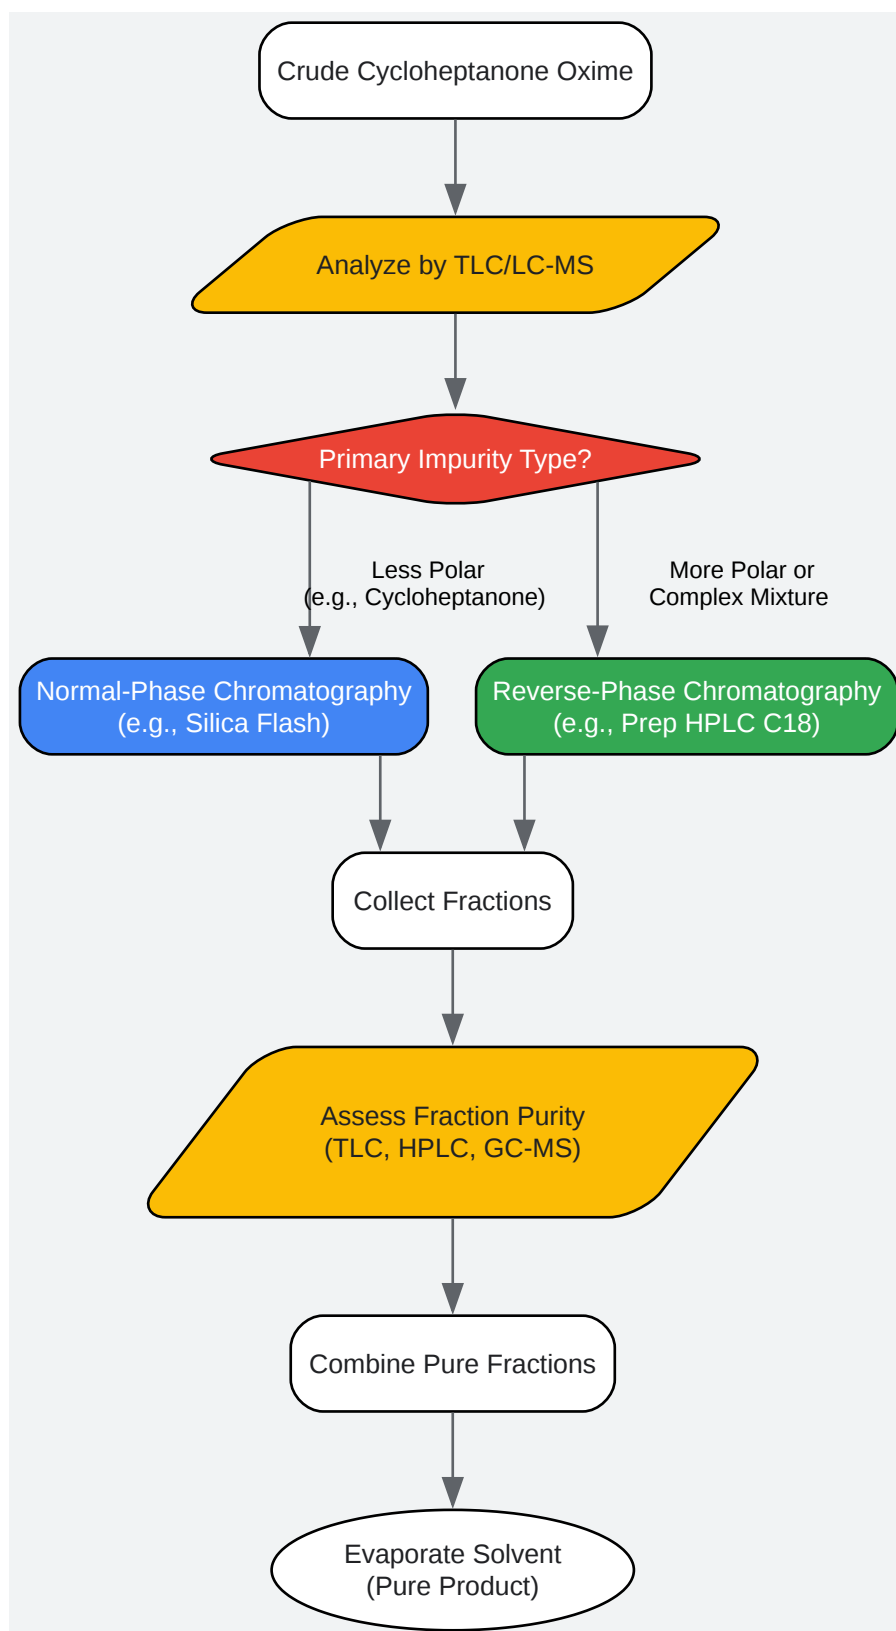 Crude Cycloheptanone Oxime
Analyze by TLC/LC-MS
Primary Impurity Type?
Less Polar
(e.g., Cycloheptanone)
More Polar or
Complex Mixture
Normal-Phase Chromatography
(e.g., Silica Flash)
Reverse-Phase Chromatography
(e.g., Prep HPLC C18)
Collect Fractions
Assess Fraction Purity
(TLC, HPLC, GC-MS)
Combine Pure Fractions
Evaporate Solvent
(Pure Product)